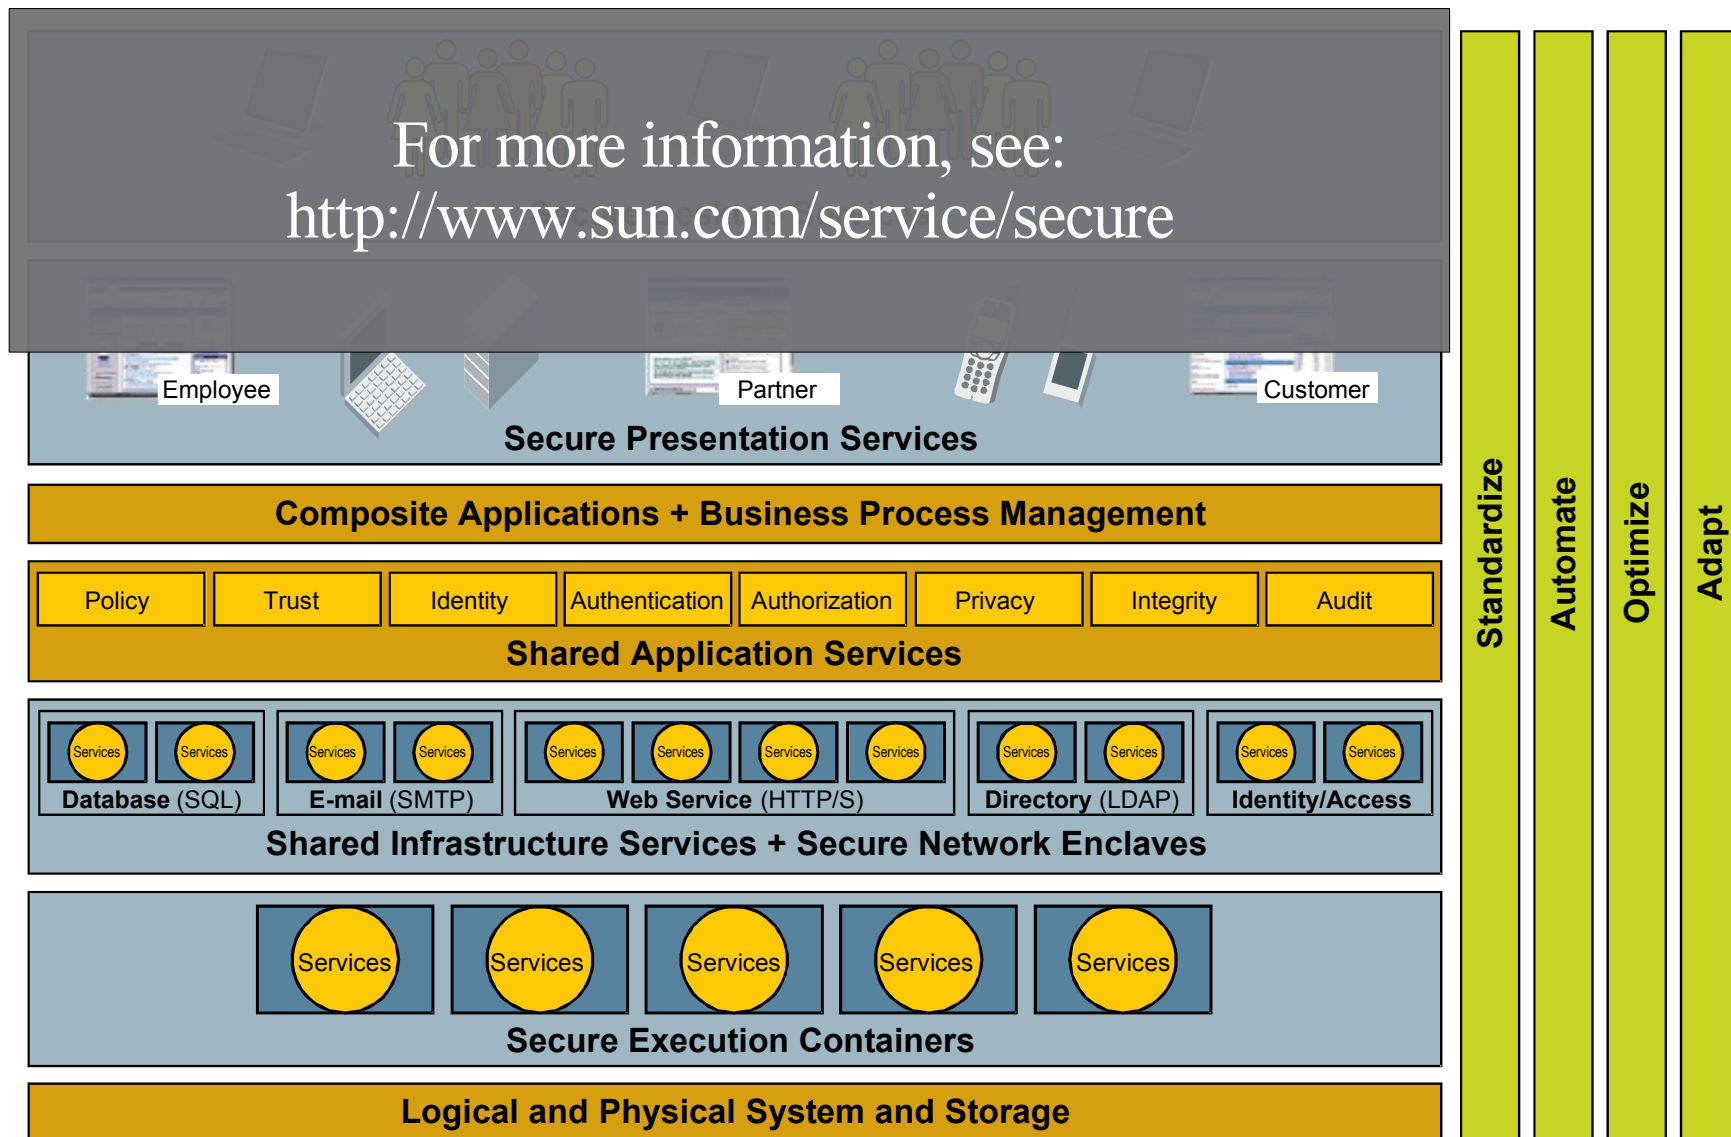 For more information, see:
http://www.sun.com/service/secure
Employee
Partner
Customer
Secure Presentation Services
Composite Applications + Business Process Management
Policy
Trust
Identity
Authentication
Authorization
Privacy
Integrity
Audit
Shared Application Services
Services
Services
Services
Services
Services
Services
Services
Services
Services
Services
Services
Services
Database (SQL)
E-mail (SMTP)
Web Service (HTTP/S)
Directory (LDAP)
Identity/Access
Shared Infrastructure Services + Secure Network Enclaves
Services
Services
Services
Services
Services
Secure Execution Containers
Logical and Physical System and Storage
Standardize
Automate
Optimize
Adapt